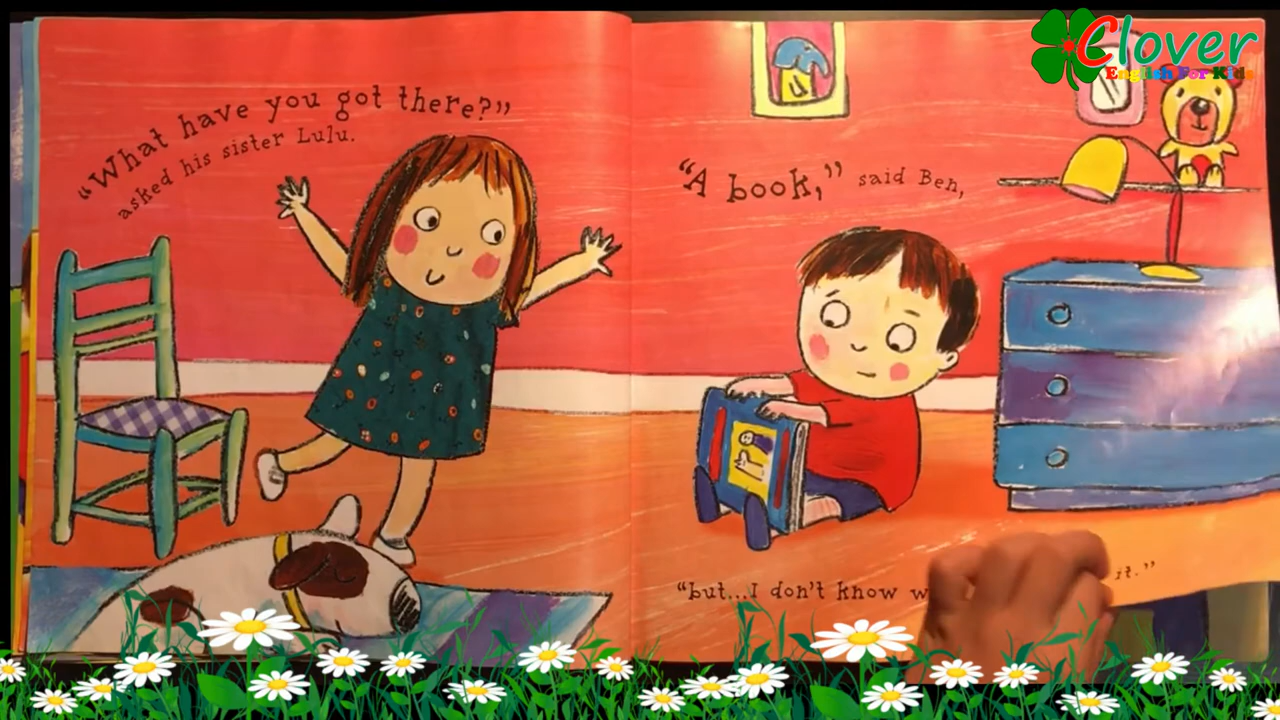 “What have you got there?”
asked his sister Lulu.
“A book,” said Ben,
“but...I don't know
it.”
Clover
English For Kids